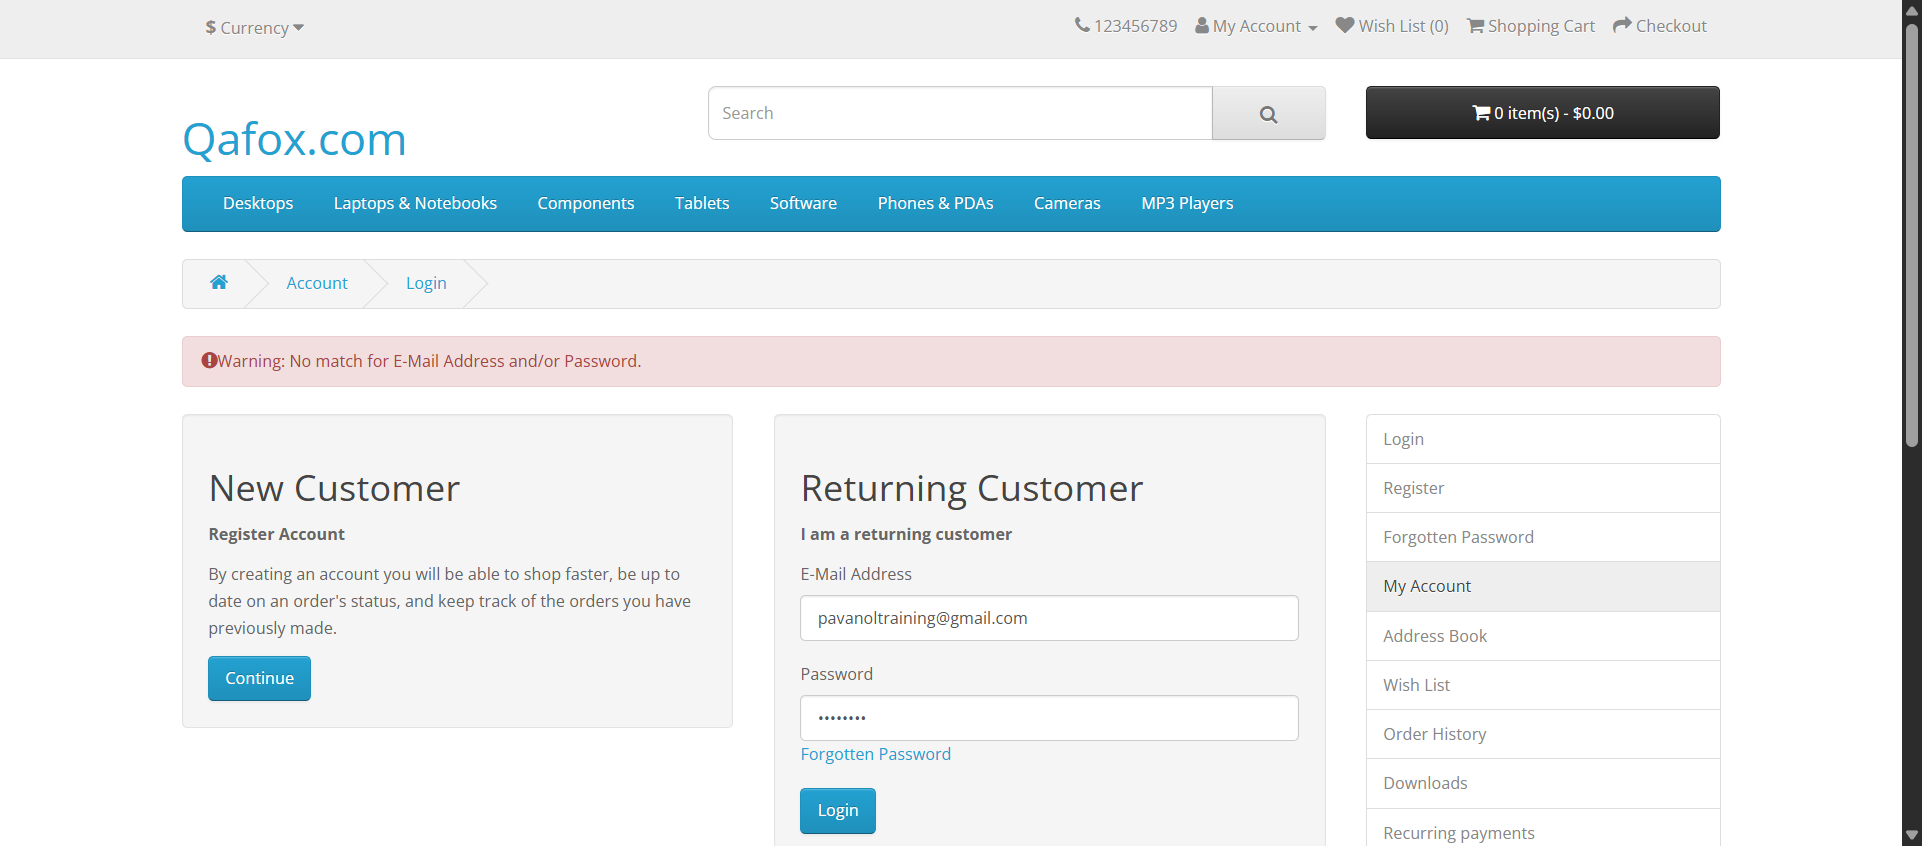 $ Currency
123456789 My Account Wish List (0) Shopping Cart Checkout
Qafox.com
Search
0 item(s) - $0.00
Desktops Laptops & Notebooks Components Tablets Software Phones & PDAs Cameras MP3 Players
Account Login
Warning: No match for E-Mail Address and/or Password.
New Customer
Register Account
By creating an account you will be able to shop faster, be up to
date on an order's status, and keep track of the orders you have
previously made.
Continue
Returning Customer
I am a returning customer
E-Mail Address
pavanoltraining@gmail.com
Password
••••••••
Forgotten Password
Login
Login
Register
Forgotten Password
My Account
Address Book
Wish List
Order History
Downloads
Recurring payments